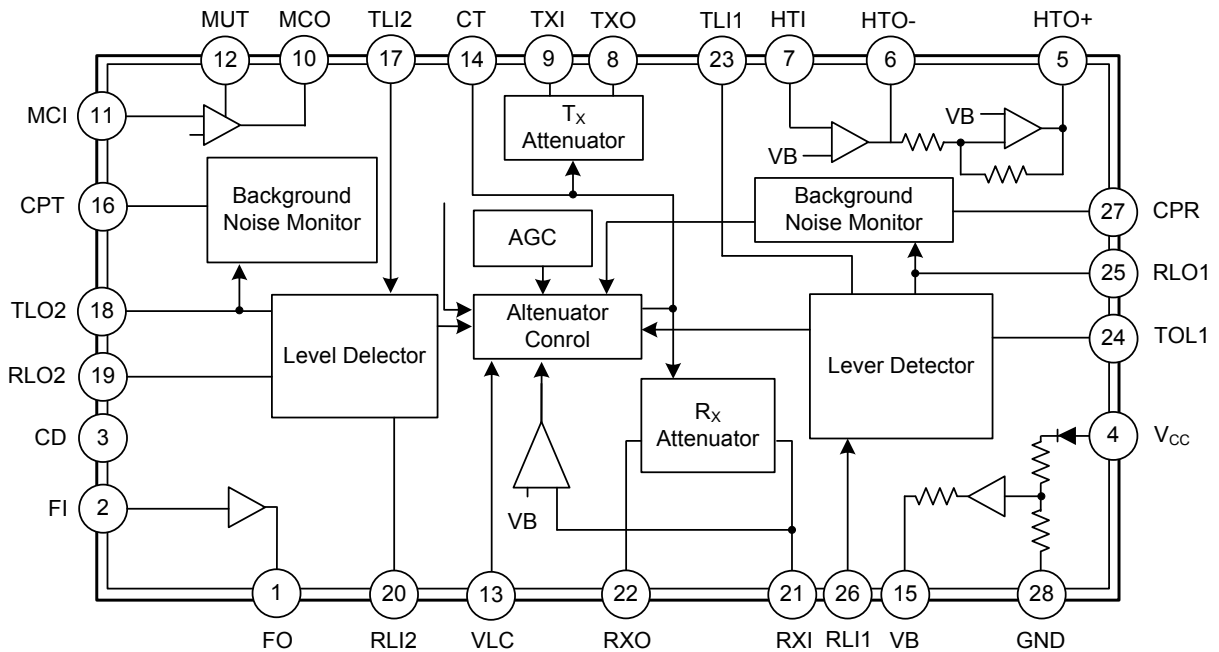 MUT MCO TLI2 CT TXI TXO TLI1 HTI HTO- HTO+
12 10 17 14 9 8 23 7 6 5
MCI 11
TX
Attenuator
VB
VB
CPT 16
Background
Noise Monitor
AGC
Background
Noise Monitor
27 CPR
25 RLO1
TLO2 18
Level Delector
Altenuator
Conrol
Lever Detector
24 TOL1
RLO2 19
RX
Attenuator
CD 3
4 VCC
FI 2
VB
1 20 13 22 21 26 15 28
FO RLI2 VLC RXO RXI RLI1 VB GND